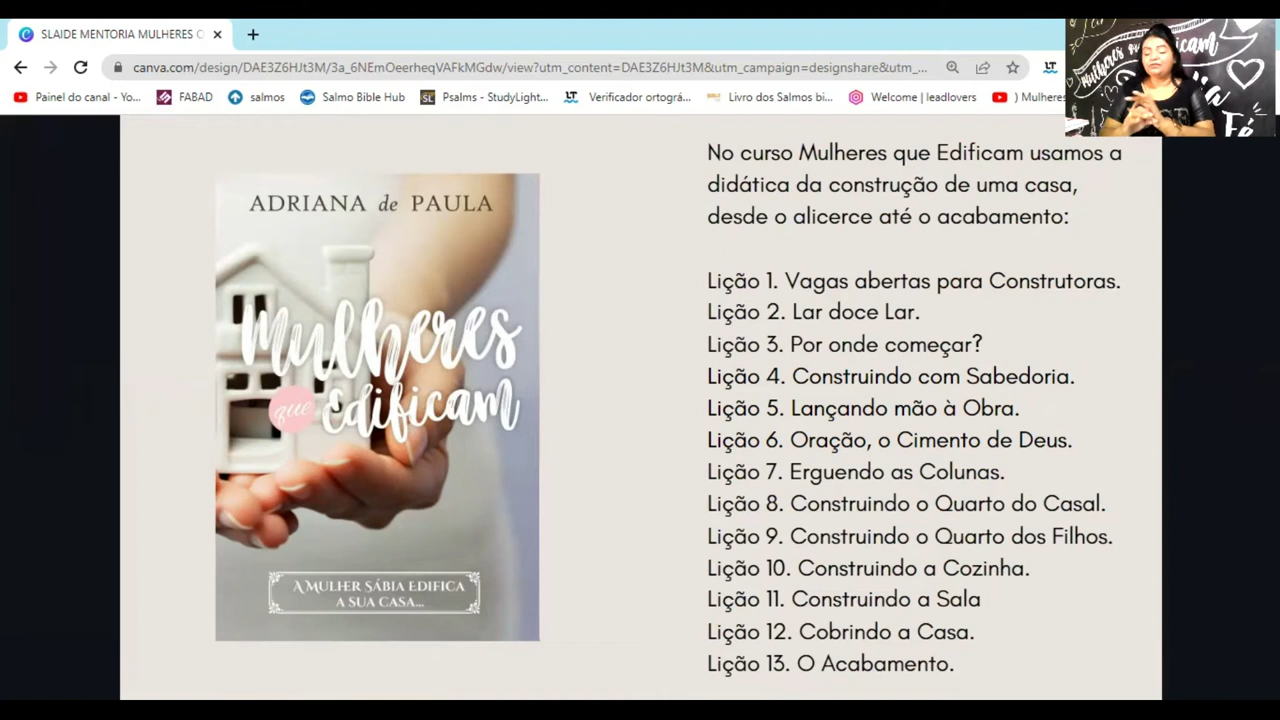 SLAIDE MENTORIA MULHERES O
canva.com/design/DAE3Z6HJt3M/3a_6NEmOeerheqVAFkMGdw/view?utm_content=DAE3Z6HJt3M&utm_campaign=designshare&utm_...
Painel do canal - Yo...
FABAD
salmos
Salmo Bible Hub
Psalms - StudyLight...
Verificador ortográ...
Livro dos Salmos bi...
Welcome | leadlovers
) Mulheres
ADRIANA de PAULA
Mulheres
que Edificam
A MULHER SÁBIA EDIFICA
A SUA CASA...
No curso Mulheres que Edificam usamos a
didática da construção de uma casa,
desde o alicerce até o acabamento:
Lição 1. Vagas abertas para Construtoras.
Lição 2. Lar doce Lar.
Lição 3. Por onde começar?
Lição 4. Construindo com Sabedoria.
Lição 5. Lançando mão à Obra.
Lição 6. Oração, o Cimento de Deus.
Lição 7. Erguendo as Colunas.
Lição 8. Construindo o Quarto do Casal.
Lição 9. Construindo o Quarto dos Filhos.
Lição 10. Construindo a Cozinha.
Lição 11. Construindo a Sala
Lição 12. Cobrindo a Casa.
Lição 13. O Acabamento.
Fé